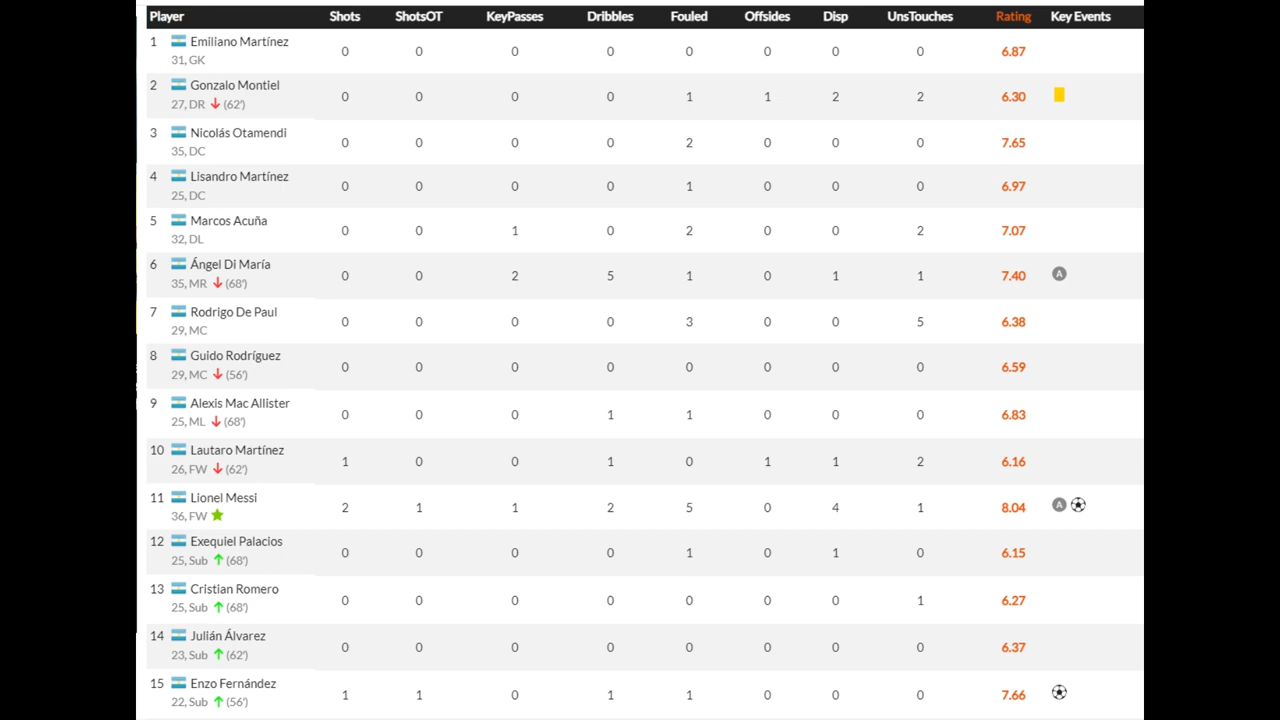 Player Shots ShotsOT KeyPasses Dribbles Fouled Offsides Disp UnsTouches Rating Key Events
1 Emiliano Martínez 0 0 0 0 0 0 0 0 6.87
31, GK
2 Gonzalo Montiel 0 0 0 0 1 1 2 2 6.30
27, DR (62')
3 Nicolás Otamendi 0 0 0 0 2 0 0 0 7.65
35, DC
4 Lisandro Martínez 0 0 0 0 1 0 0 0 6.97
25, DC
5 Marcos Acuña 0 0 1 0 2 0 0 2 7.07
32, DL
6 Ángel Di María 0 0 2 5 1 0 1 1 7.40 A
35, MR (68')
7 Rodrigo De Paul 0 0 0 0 3 0 0 5 6.38
29, MC
8 Guido Rodríguez 0 0 0 0 0 0 0 0 6.59
29, MC (56')
9 Alexis Mac Allister 0 0 0 1 1 0 0 0 6.83
25, ML (68')
10 Lautaro Martínez 1 0 0 1 0 1 1 2 6.16
26, FW (62')
11 Lionel Messi 2 1 1 2 5 0 4 1 8.04 A
36, FW
12 Exequiel Palacios 0 0 0 0 1 0 1 0 6.15
25, Sub (68')
13 Cristian Romero 0 0 0 0 0 0 0 1 6.27
25, Sub (68')
14 Julián Álvarez 0 0 0 0 0 0 0 0 6.37
23, Sub (62')
15 Enzo Fernández 1 1 0 1 1 0 0 0 7.66
22, Sub (56')